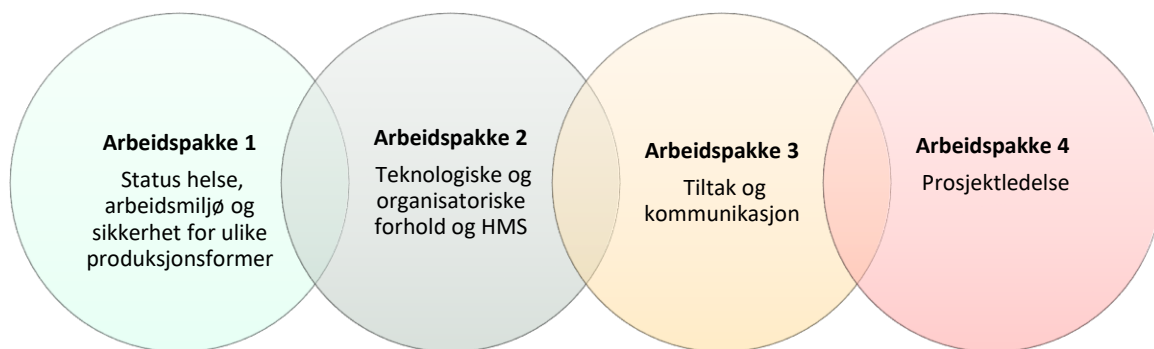 Arbeidspakke 1
Status helse,
arbeidsmiljø og
sikkerhet for ulike
produksjonsformer
Arbeidspakke 2
Teknologiske og
organisatoriske
forhold og HMS
Arbeidspakke 3
Tiltak og
kommunikasjon
Arbeidspakke 4
Prosjektledelse